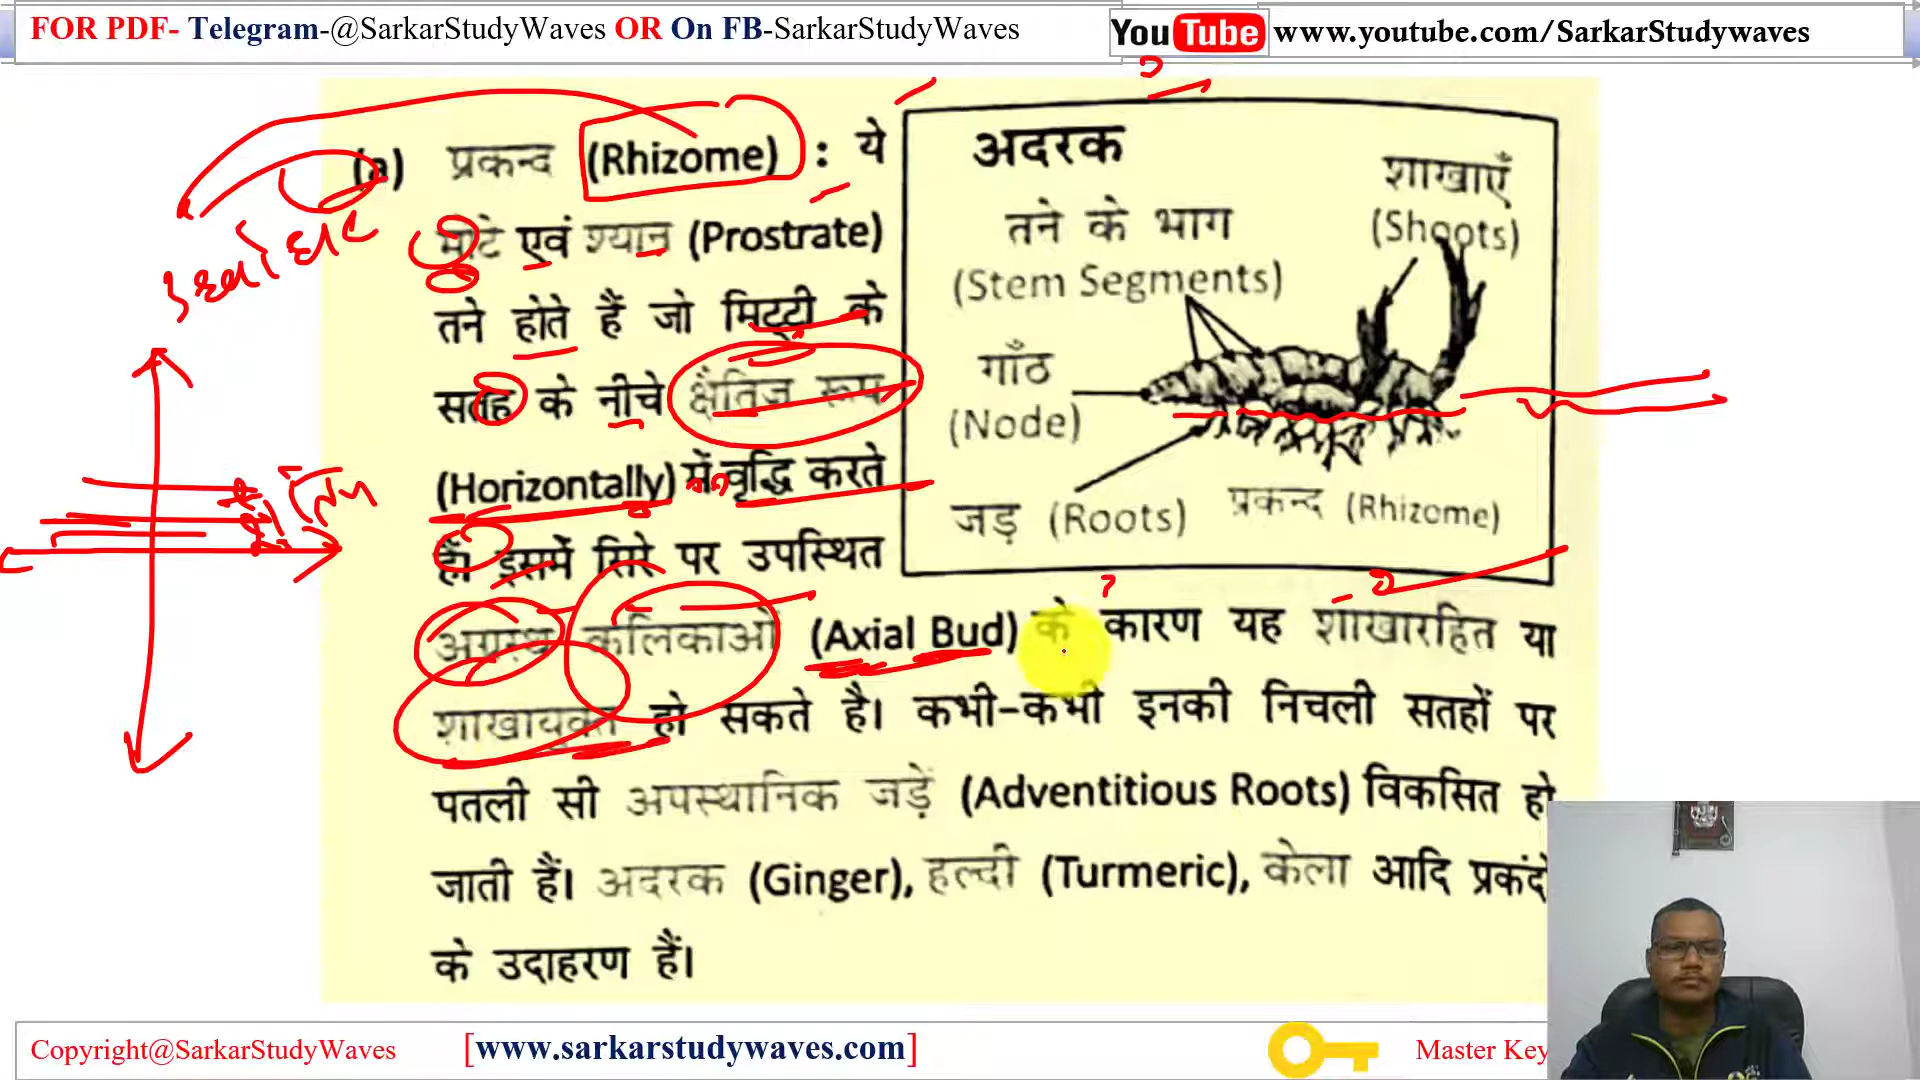 FOR PDF- Telegram-@SarkarStudyWaves OR On FB-SarkarStudyWaves
YouTube www.youtube.com/SarkarStudywaves
(a) प्रकन्द (Rhizome) : ये
मोटे एवं श्यान (Prostrate)
तने होते हैं जो मिट्टी के
सतह के नीचे क्षैतिज रूप
(Horizontally) में वृद्धि करते
हैं। इसमें सिरे पर उपस्थित
अग्रस्थ कलिकाओं (Axial Bud) के कारण यह शाखारहित या
शाखायुक्त हो सकते है। कभी-कभी इनकी निचली सतहों पर
पतली सी अपस्थानिक जड़ें (Adventitious Roots) विकसित हो
जाती हैं। अदरक (Ginger), हल्दी (Turmeric), केला आदि प्रकंदो
के उदाहरण हैं।
अदरक
शाखाएँ
(Shoots)
तने के भाग
(Stem Segments)
गाँठ
(Node)
जड़ (Roots)
प्रकन्द (Rhizome)
Copyright@SarkarStudyWaves
[www.sarkarstudywaves.com]
Master Key